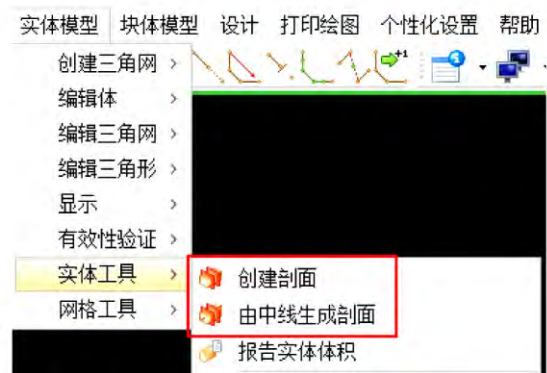 实体模型 块体模型 设计 打印绘图 个性化设置 帮助
创建三角网 >
+1
编辑体 >
编辑三角网 >
编辑三角形 >
显示 >
有效性验证 >
实体工具 > 创建剖面
网格工具 > 由中线生成剖面
报告实体体积